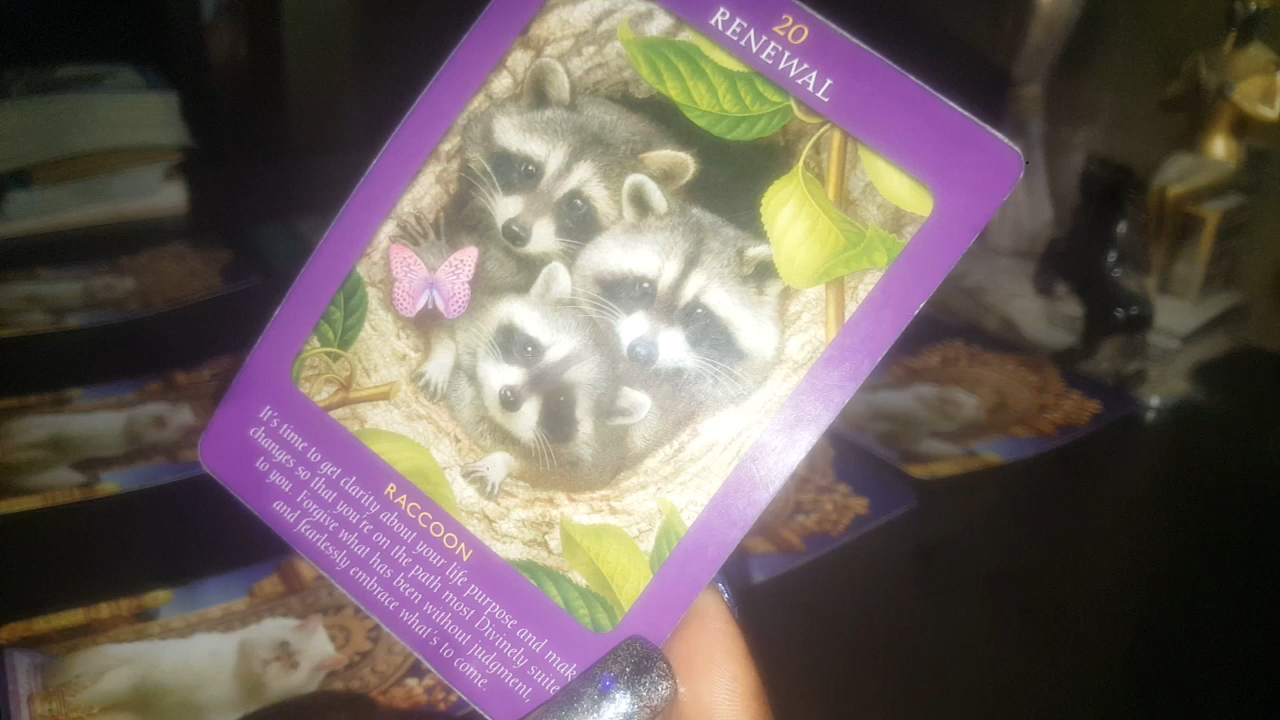 20
RENEWAL
RACCOON
It's time to get clarity about your life purpose and mak
changes so that you're on the path most Divinely suite
to you. Forgive what has been without judgment,
and fearlessly embrace what's to come.